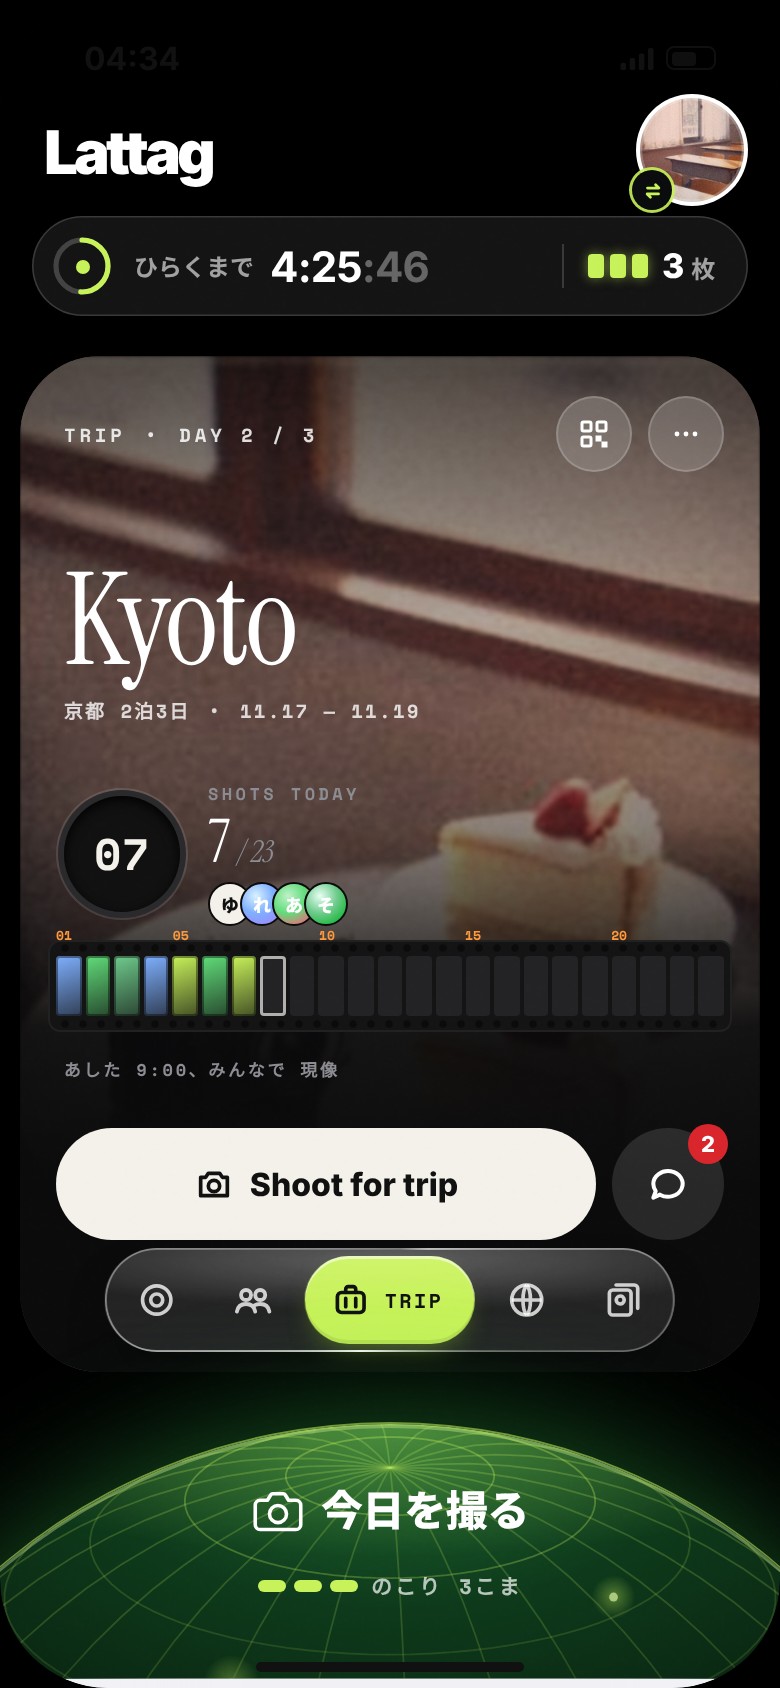 04:34
Lattag
ひらくまで 4:25:46 3 枚
TRIP · DAY 2 / 3
Kyoto
京都 2泊3日 · 11.17 – 11.19
SHOTS TODAY
07
7 / 23
ゆ れ あ そ
01 05 10 15 20
あした 9:00、みんなで 現像
Shoot for trip
2
TRIP
今日を撮る
のこり 3こま